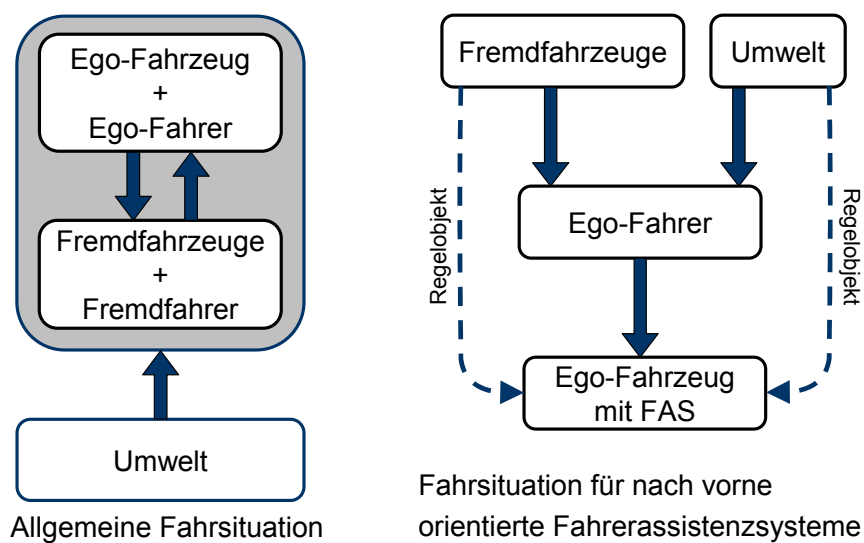 Ego-Fahrzeug
+
Ego-Fahrer
Fremdfahrzeuge
+
Fremdfahrer
Umwelt
Allgemeine Fahrsituation
Fremdfahrzeuge
Umwelt
Regelobjekt
Regelobjekt
Ego-Fahrer
Ego-Fahrzeug
mit FAS
Fahrsituation für nach vorne
orientierte Fahrerassistenzsysteme